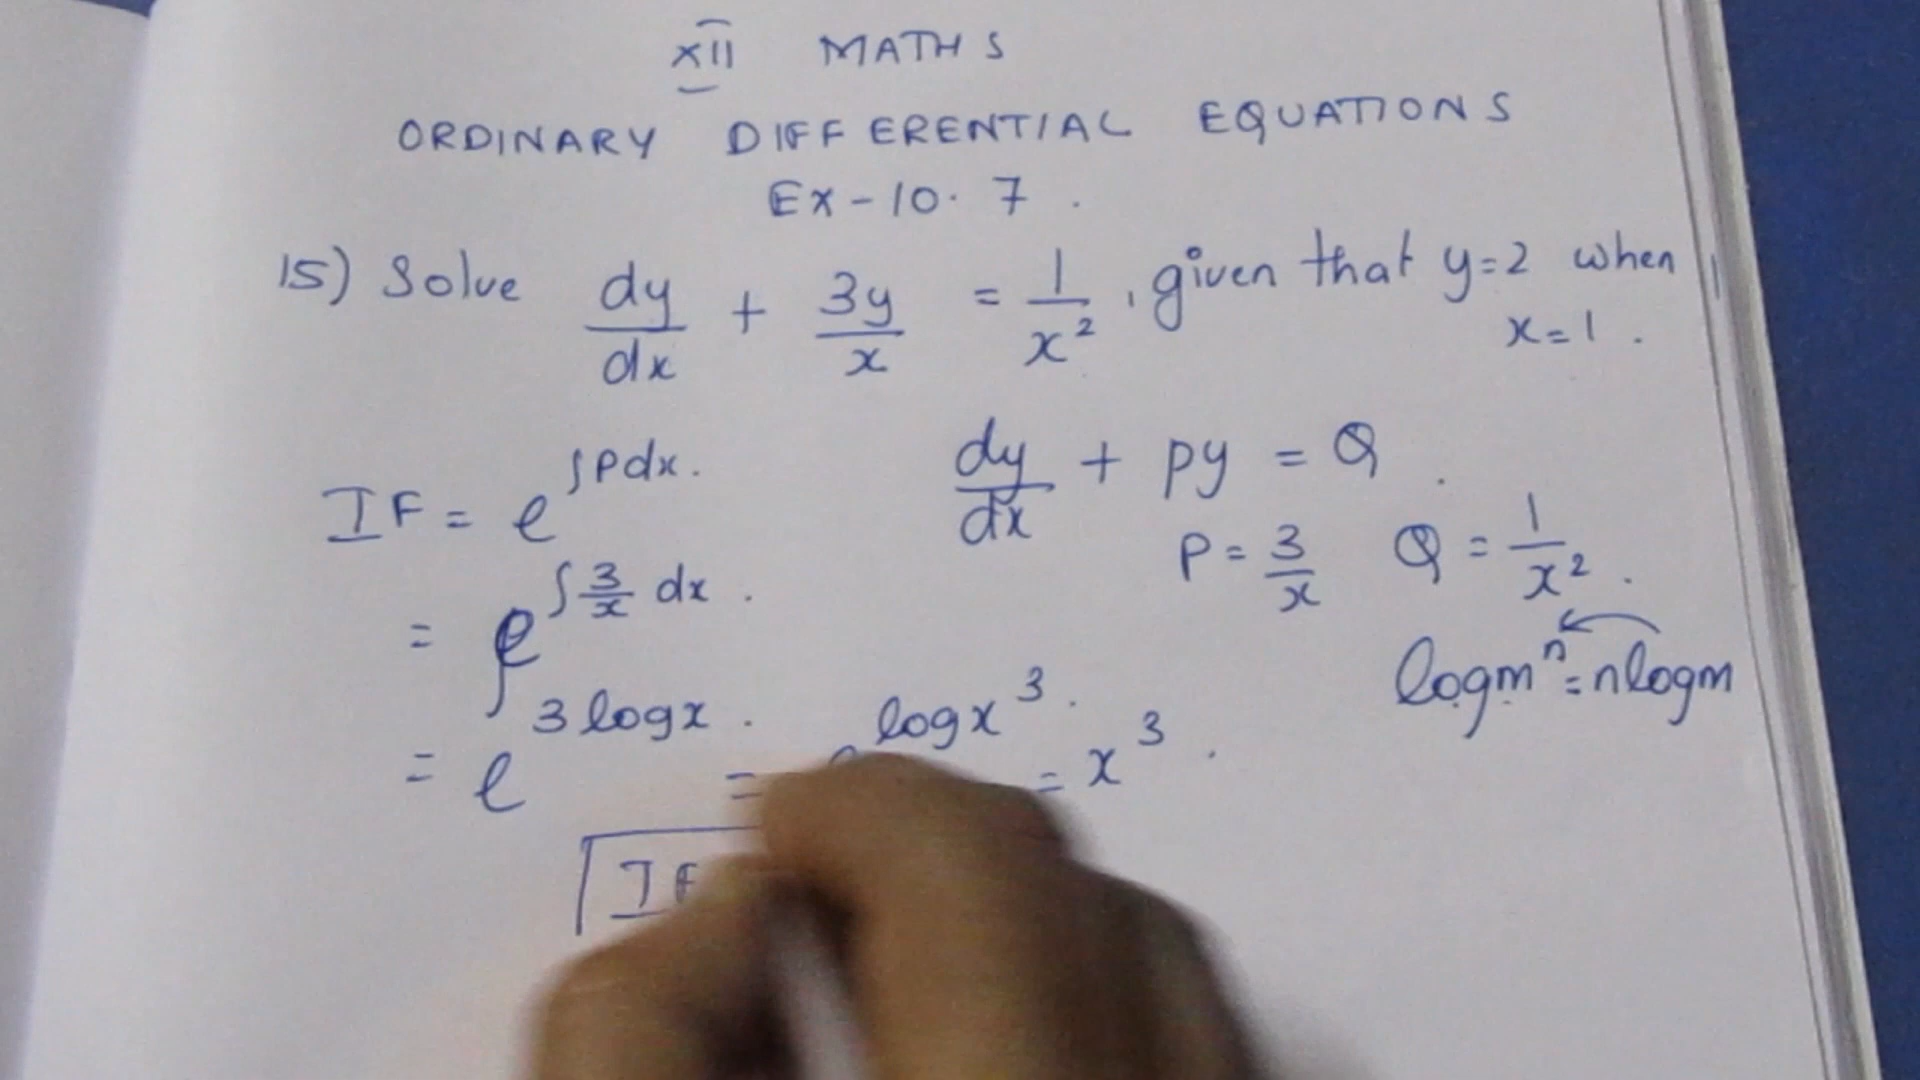 XII MATHS
ORDINARY DIFFERENTIAL EQUATIONS
Ex-10.7.
15) Solve dy/dx + 3y/x = 1/x², given that y=2 when
x=1.
IF = e^∫Pdx. dy/dx + py = Q.
P = 3/x Q = 1/x².
= e^∫3/x dx.
log mⁿ = n log m
= e^3 log x. = e^log x³. = x³.
IF